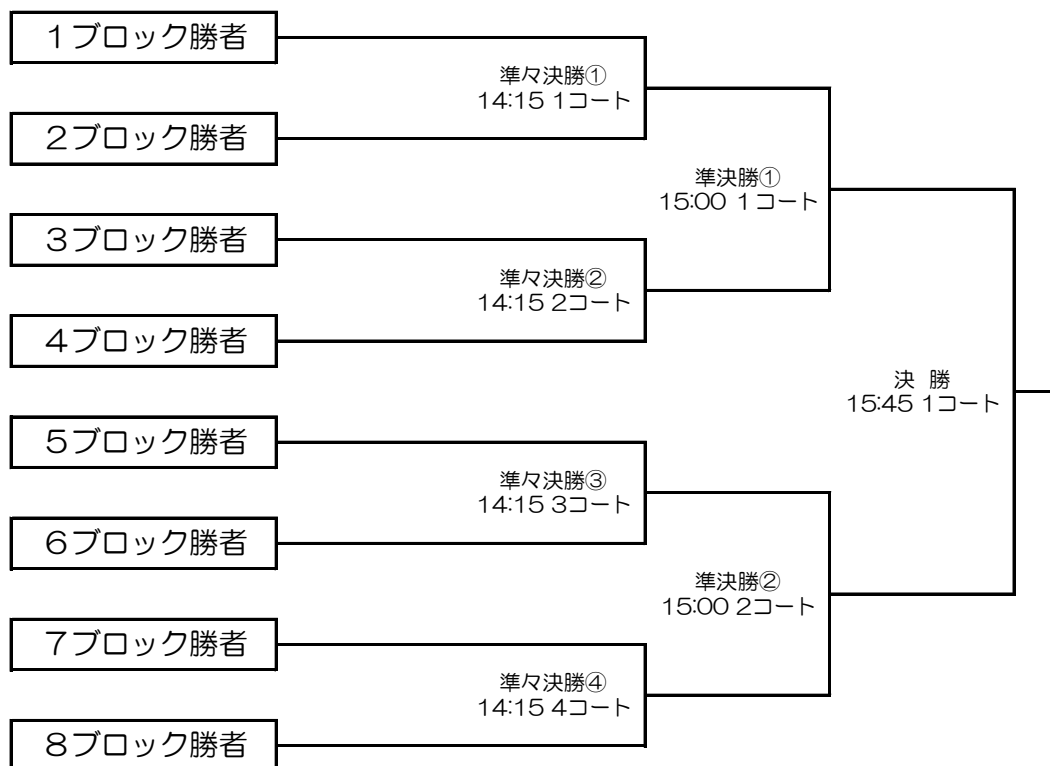 １ブロック勝者
準々決勝①
14:15 1コート
２ブロック勝者
準決勝①
15:00 1コート
３ブロック勝者
準々決勝②
14:15 2コート
４ブロック勝者
決 勝
15:45 1コート
５ブロック勝者
準々決勝③
14:15 3コート
６ブロック勝者
準決勝②
15:00 2コート
７ブロック勝者
準々決勝④
14:15 4コート
８ブロック勝者